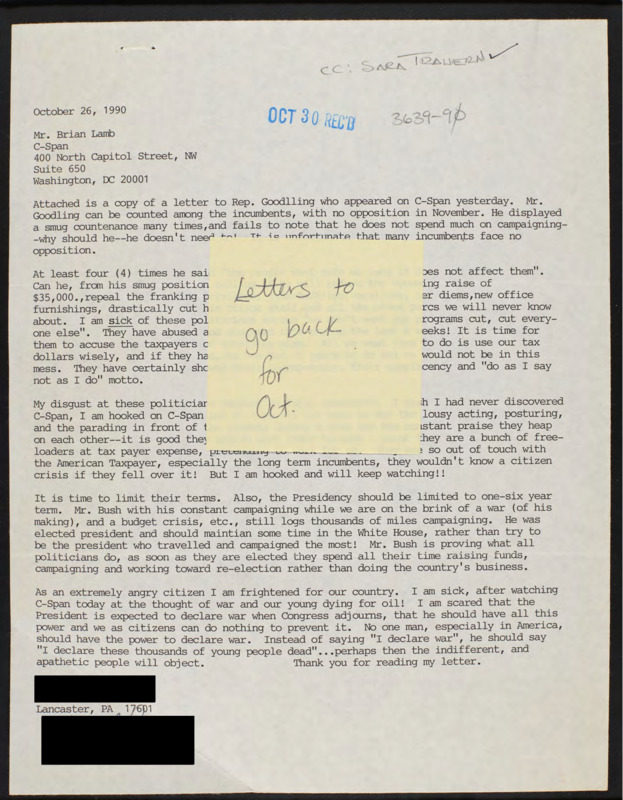 CC: SARA TRAHERN ✓
October 26, 1990
OCT 30 REC'D
3639-90
Mr. Brian Lamb
C-Span
400 North Capitol Street, NW
Suite 650
Washington, DC 20001
Attached is a copy of a letter to Rep. Goodlling who appeared on C-Span yesterday. Mr.
Goodling can be counted among the incumbents, with no opposition in November. He displayed
a smug countenance many times,and fails to note that he does not spend much on campaigning-
-why should he--he doesn't need to! It is unfortunate that many incumbents face no
opposition.
At least four (4) times he sai oes not affect them".
Can he, from his smug position ing raise of
$35,000.,repeal the franking p er diems,new office
furnishings, drastically cut h rcs we will never know
about. I am sick of these pol rograms cut, cut every-
one else". They have abused a eeks! It is time for
them to accuse the taxpayers o to do is use our tax
dollars wisely, and if they ha would not be in this
mess. They have certainly sho cency and "do as I say
not as I do" motto.
Letters to
go back
for
Oct.
My disgust at these politician h I had never discovered
C-Span, I am hooked on C-Span lousy acting, posturing,
and the parading in front of t nstant praise they heap
on each other--it is good they they are a bunch of free-
loaders at tax payer expense, pretending to work for so out of touch with
the American Taxpayer, especially the long term incumbents, they wouldn't know a citizen
crisis if they fell over it! But I am hooked and will keep watching!!
It is time to limit their terms. Also, the Presidency should be limited to one-six year
term. Mr. Bush with his constant campaigning while we are on the brink of a war (of his
making), and a budget crisis, etc., still logs thousands of miles campaigning. He was
elected president and should maintian some time in the White House, rather than try to
be the president who travelled and campaigned the most! Mr. Bush is proving what all
politicians do, as soon as they are elected they spend all their time raising funds,
campaigning and working toward re-election rather than doing the country's business.
As an extremely angry citizen I am frightened for our country. I am sick, after watching
C-Span today at the thought of war and our young dying for oil! I am scared that the
President is expected to declare war when Congress adjourns, that he should have all this
power and we as citizens can do nothing to prevent it. No one man, especially in America,
should have the power to declare war. Instead of saying "I declare war", he should say
"I declare these thousands of young people dead"...perhaps then the indifferent, and
apathetic people will object. Thank you for reading my letter.
Lancaster, PA 17601